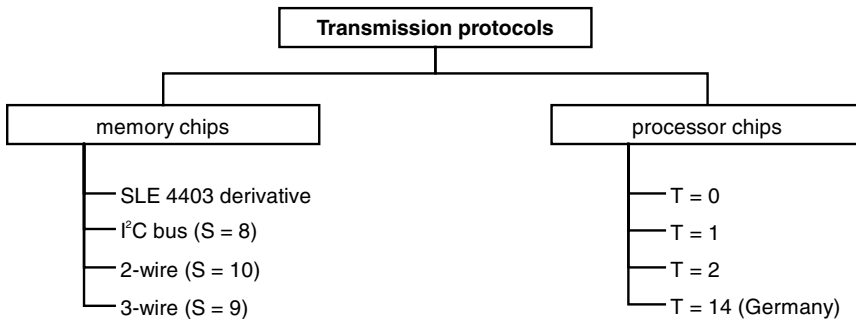 Transmission protocols
memory chips
SLE 4403 derivative
I²C bus (S = 8)
2-wire (S = 10)
3-wire (S = 9)
processor chips
T = 0
T = 1
T = 2
T = 14 (Germany)